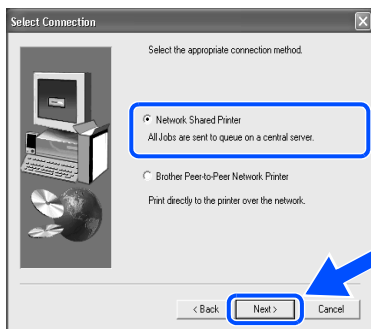 Select Connection
Select the appropriate connection method.
Network Shared Printer
All Jobs are sent to queue on a central server.
Brother Peer-to-Peer Network Printer
Print directly to the printer over the network.
< Back
Next >
Cancel